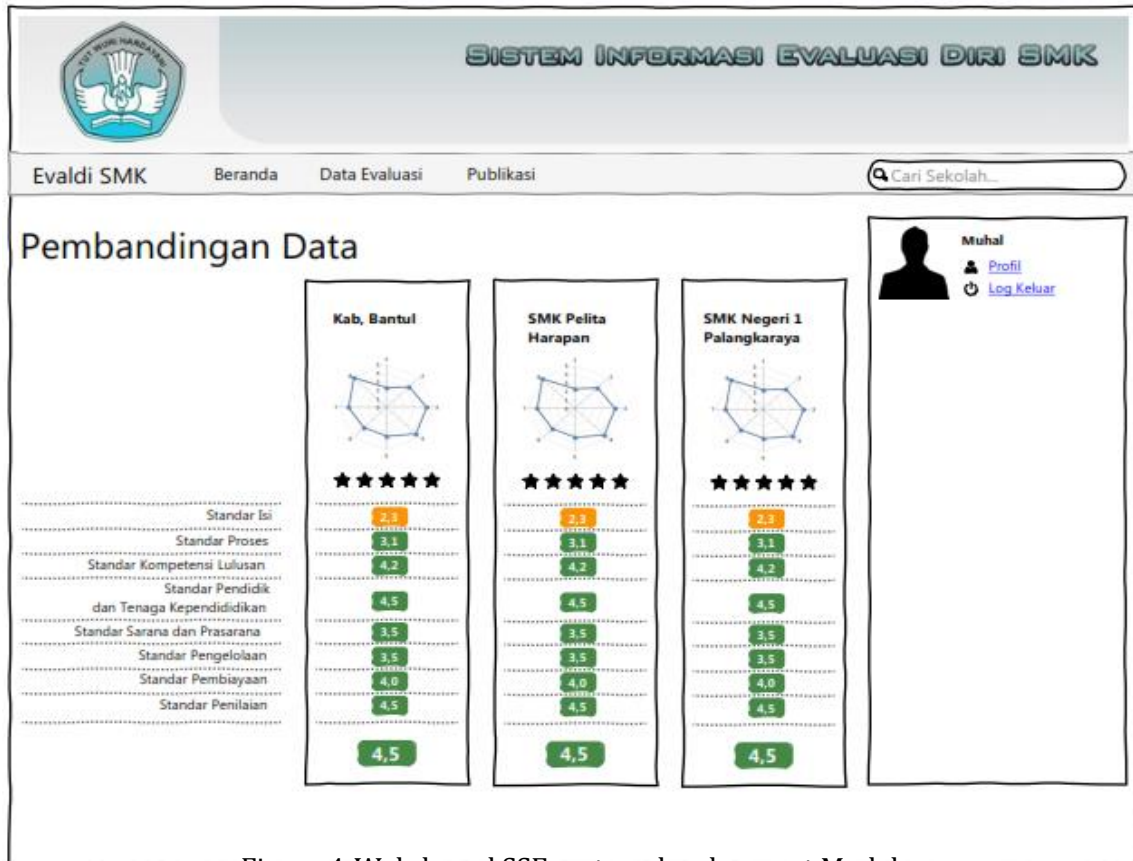 TUT WURI HANDAYANI
SISTEM INFORMASI EVALUASI DIRI SMK
Evaldi SMK Beranda Data Evaluasi Publikasi Cari Sekolah...
Pembandingan Data
Muhal
Profil
Log Keluar
Kab, Bantul
SMK Pelita
Harapan
SMK Negeri 1
Palangkaraya
Standar Isi 2,3 2,3 2,3
Standar Proses 3,1 3,1 3,1
Standar Kompetensi Lulusan 4,2 4,2 4,2
Standar Pendidik
dan Tenaga Kependididikan 4,5 4,5 4,5
Standar Sarana dan Prasarana 3,5 3,5 3,5
Standar Pengelolaan 3,5 3,5 3,5
Standar Pembiayaan 4,0 4,0 4,0
Standar Penilaian 4,5 4,5 4,5
4,5 4,5 4,5